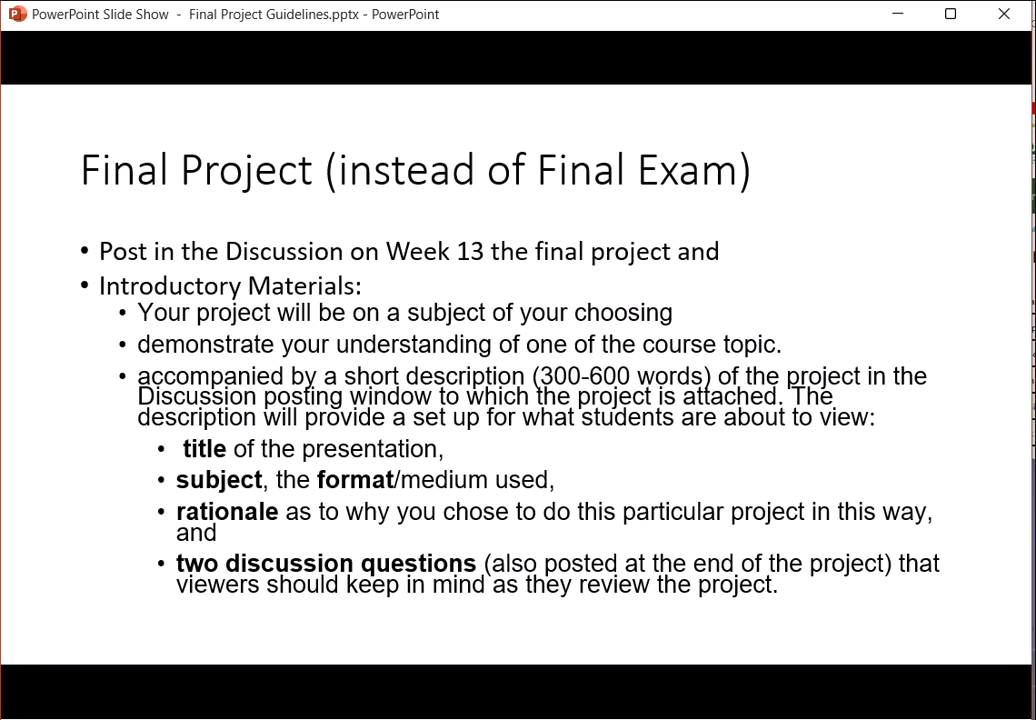 PowerPoint Slide Show - Final Project Guidelines.pptx - PowerPoint
Final Project (instead of Final Exam)
• Post in the Discussion on Week 13 the final project and
• Introductory Materials:
• Your project will be on a subject of your choosing
• demonstrate your understanding of one of the course topic.
• accompanied by a short description (300-600 words) of the project in the
Discussion posting window to which the project is attached. The
description will provide a set up for what students are about to view:
• title of the presentation,
• subject, the format/medium used,
• rationale as to why you chose to do this particular project in this way,
and
• two discussion questions (also posted at the end of the project) that
viewers should keep in mind as they review the project.